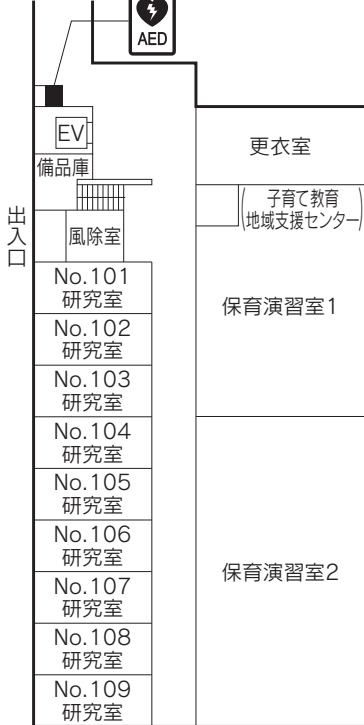 AED
EV
備品庫
更衣室
子育て教育
地域支援センター
出入口
風除室
No.101
研究室
No.102
研究室
No.103
研究室
No.104
研究室
No.105
研究室
No.106
研究室
No.107
研究室
No.108
研究室
No.109
研究室
保育演習室1
保育演習室2